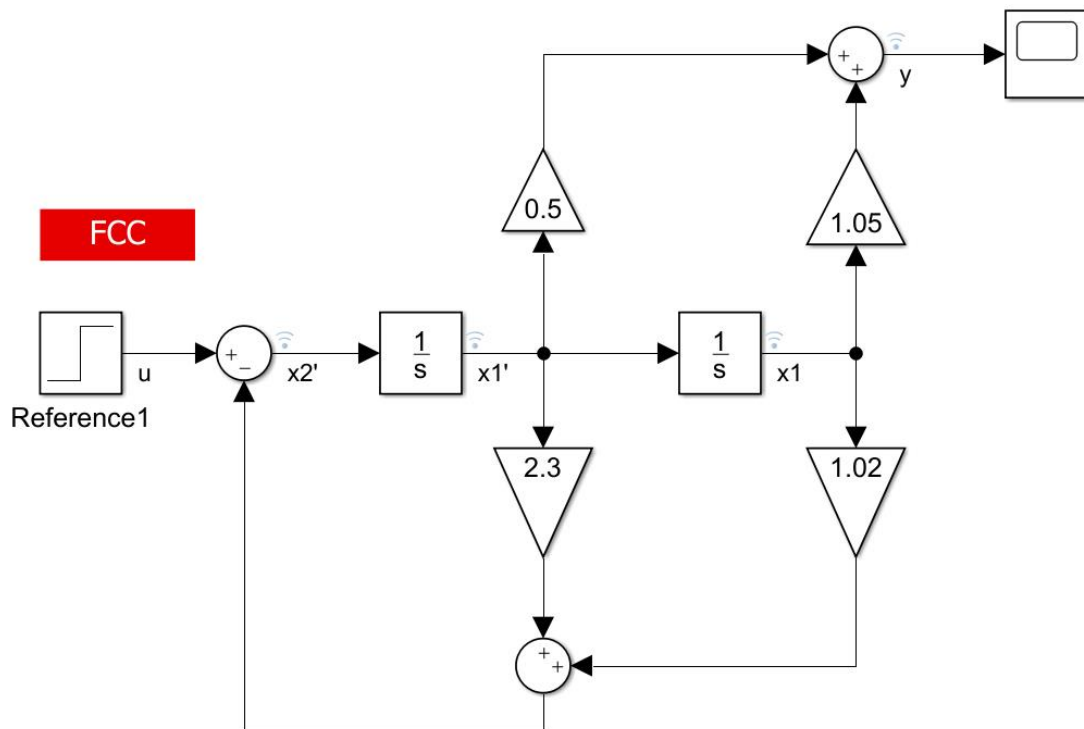 +
+
y
0.5
1.05
FCC
+
−
1
s
1
s
u
x2'
x1'
x1
Reference1
2.3
1.02
+
+